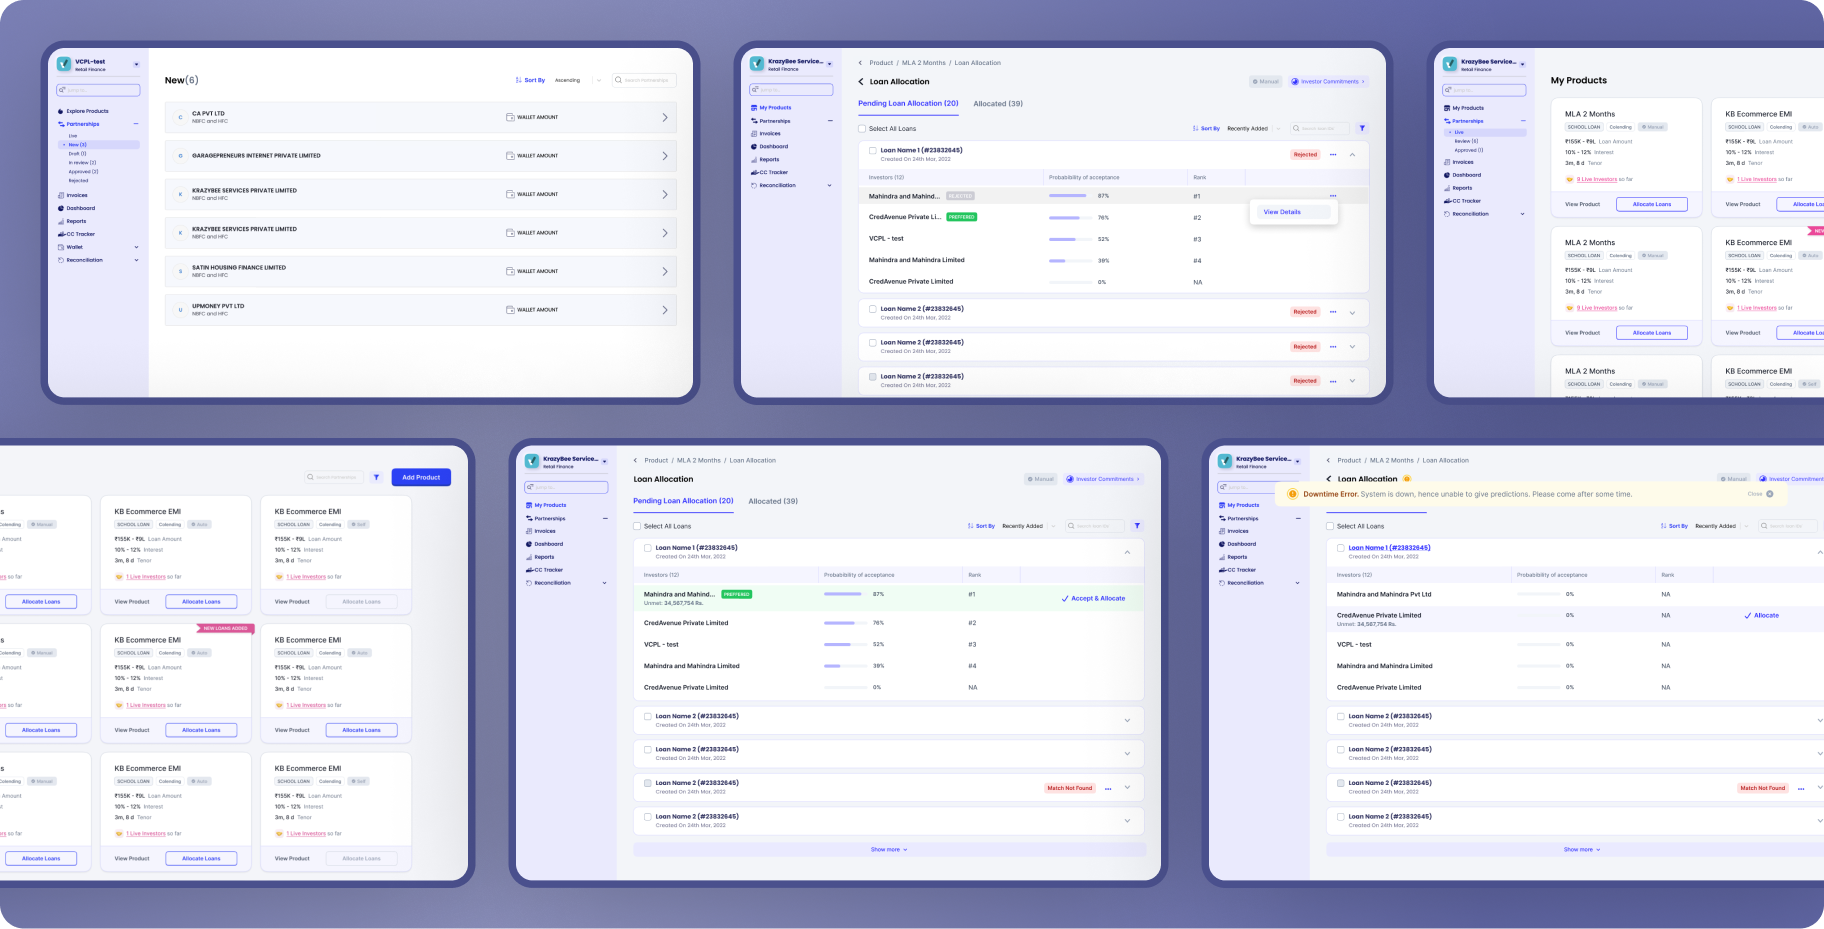 VCPL-test
Retail Finance
Explore Products
Partnerships
Live
New (3)
Draft (1)
In review (2)
Approved (2)
Rejected
Invoices
Dashboard
Reports
CC Tracker
Wallet
Reconciliation
New(6)
Sort By Ascending
Search Partnerships
C CA PVT LTD
NBFC and HFC
WALLET AMOUNT
G GARAGEPRENEURS INTERNET PRIVATE LIMITED
WALLET AMOUNT
K KRAZYBEE SERVICES PRIVATE LIMITED
NBFC and HFC
WALLET AMOUNT
K KRAZYBEE SERVICES PRIVATE LIMITED
NBFC and HFC
WALLET AMOUNT
S SATIN HOUSING FINANCE LIMITED
NBFC and HFC
WALLET AMOUNT
U UPMONEY PVT LTD
NBFC and HFC
WALLET AMOUNT
KrazyBee Service...
Retail Finance
My Products
Partnerships
Invoices
Dashboard
Reports
CC Tracker
Reconciliation
Product / MLA 2 Months / Loan Allocation
Loan Allocation
Manual
Investor Commitments >
Pending Loan Allocation (20) Allocated (39)
Select All Loans
Sort By Recently Added
Loan Name 1 (#23832645)
Created On 24th Mar, 2022
Rejected
Investors (12) Probability of acceptance Rank
Mahindra and Mahind... REJECTED 87% #1
View Details
CredAvenue Private Li... PREFERED 76% #2
VCPL - test 52% #3
Mahindra and Mahindra Limited 39% #4
CredAvenue Private Limited 0% NA
Loan Name 2 (#23832645)
Created On 24th Mar, 2022
Rejected
Loan Name 2 (#23832645)
Created On 24th Mar, 2022
Rejected
Loan Name 2 (#23832645)
Created On 24th Mar, 2022
Rejected
KrazyBee Service...
Retail Finance
My Products
Partnerships
Live
Review (5)
Approved (1)
Invoices
Dashboard
Reports
CC Tracker
Reconciliation
My Products
MLA 2 Months
SCHOOL LOAN Colending Manual
₹155K - ₹9L Loan Amount
10% - 12% Interest
3m, 8 d Tenor
9 Live Investors so far
View Product Allocate Loans
KB Ecommerce EMI
SCHOOL LOAN Colending Auto
₹155K - ₹9L Loan Amount
10% - 12% Interest
3m, 8 d Tenor
1 Live Investors so far
View Product Allocate Loa
MLA 2 Months
SCHOOL LOAN Colending Manual
₹155K - ₹9L Loan Amount
10% - 12% Interest
3m, 8 d Tenor
9 Live Investors so far
View Product Allocate Loans
NEW
KB Ecommerce EMI
SCHOOL LOAN Colending Auto
₹155K - ₹9L Loan Amount
10% - 12% Interest
3m, 8 d Tenor
1 Live Investors so far
View Product Allocate Loa
MLA 2 Months
SCHOOL LOAN Colending Manual
KB Ecommerce EMI
SCHOOL LOAN Colending Self
Add Product
s
Colending Manual
Amount
t
ors so far
Allocate Loans
KB Ecommerce EMI
SCHOOL LOAN Colending Auto
₹155K - ₹9L Loan Amount
10% - 12% Interest
3m, 8 d Tenor
1 Live Investors so far
View Product Allocate Loans
KB Ecommerce EMI
SCHOOL LOAN Colending Self
₹155K - ₹9L Loan Amount
10% - 12% Interest
3m, 8 d Tenor
1 Live Investors so far
View Product Allocate Loans
s
Colending Manual
Amount
t
ors so far
Allocate Loans
NEW LOANS ADDED
KB Ecommerce EMI
SCHOOL LOAN Colending Auto
₹155K - ₹9L Loan Amount
10% - 12% Interest
3m, 8 d Tenor
1 Live Investors so far
View Product Allocate Loans
KB Ecommerce EMI
SCHOOL LOAN Colending Auto
₹155K - ₹9L Loan Amount
10% - 12% Interest
3m, 8 d Tenor
1 Live Investors so far
View Product Allocate Loans
s
Colending Manual
Amount
t
ors so far
Allocate Loans
KB Ecommerce EMI
SCHOOL LOAN Colending Auto
₹155K - ₹9L Loan Amount
10% - 12% Interest
3m, 8 d Tenor
1 Live Investors so far
View Product Allocate Loans
KB Ecommerce EMI
SCHOOL LOAN Colending Self
₹155K - ₹9L Loan Amount
10% - 12% Interest
3m, 8 d Tenor
1 Live Investors so far
View Product Allocate Loans
KrazyBee Service...
Retail Finance
My Products
Partnerships
Invoices
Dashboard
Reports
CC Tracker
Reconciliation
Product / MLA 2 Months / Loan Allocation
Loan Allocation
Manual
Investor Commitments >
Pending Loan Allocation (20) Allocated (39)
Select All Loans
Sort By Recently Added
Loan Name 1 (#23832645)
Created On 24th Mar, 2022
Investors (12) Probability of acceptance Rank
Mahindra and Mahind... PREFFERED 87% #1
Unmet: 34,567,754 Rs.
Accept & Allocate
CredAvenue Private Limited 76% #2
VCPL - test 52% #3
Mahindra and Mahindra Limited 39% #4
CredAvenue Private Limited 0% NA
Loan Name 2 (#23832645)
Created On 24th Mar, 2022
Loan Name 2 (#23832645)
Created On 24th Mar, 2022
Loan Name 2 (#23832645)
Created On 24th Mar, 2022
Match Not Found
Loan Name 2 (#23832645)
Created On 24th Mar, 2022
Show more
KrazyBee Service...
Retail Finance
My Products
Partnerships
Invoices
Dashboard
Reports
CC Tracker
Reconciliation
Product / MLA 2 Months / Loan Allocation
Loan Allocation
Manual
Investor Commitment
Downtime Error. System is down, hence unable to give predictions. Please come after some time.
Close
Select All Loans
Sort By Recently Added
Loan Name 1 (#23832645)
Created On 24th Mar, 2022
Investors (12) Probability of acceptance Rank
Mahindra and Mahindra Pvt Ltd 0% NA
CredAvenue Private Limited 0% NA
Unmet: 34,567,754 Rs.
Allocate
VCPL - test 0% NA
Mahindra and Mahindra Limited 0% NA
CredAvenue Private Limited 0% NA
Loan Name 2 (#23832645)
Created On 24th Mar, 2022
Loan Name 2 (#23832645)
Created On 24th Mar, 2022
Loan Name 2 (#23832645)
Created On 24th Mar, 2022
Match Not Found
Loan Name 2 (#23832645)
Created On 24th Mar, 2022
Show more